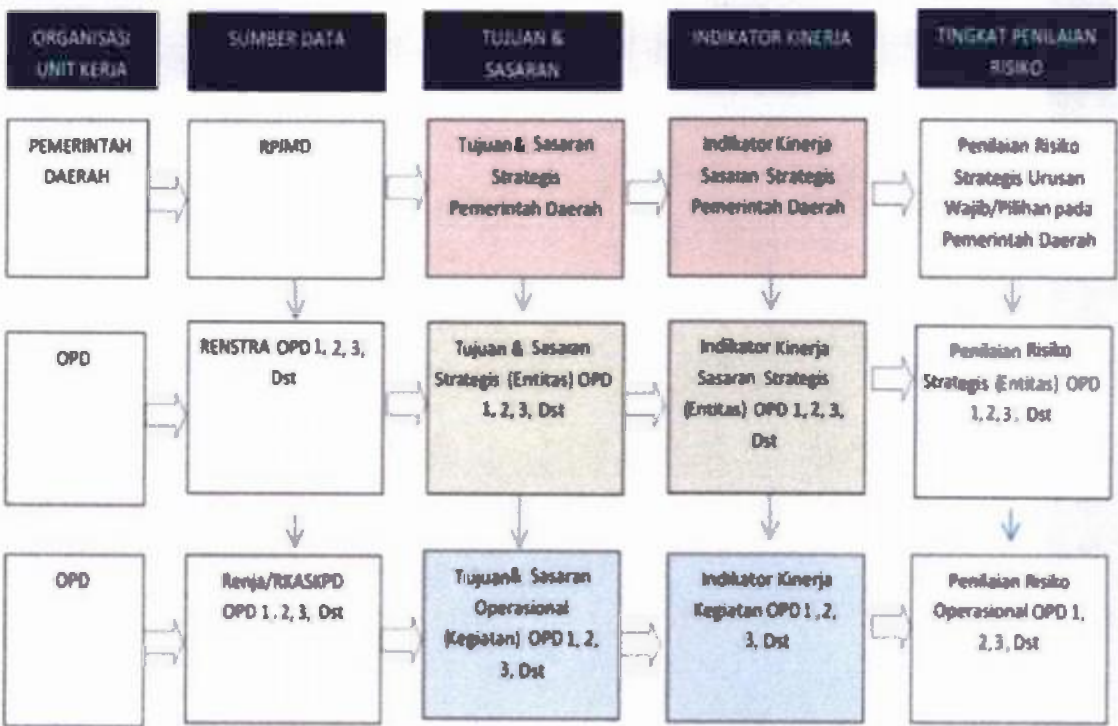 ORGANISASI
UNIT KERJA
SUMBER DATA
TUJUAN &
SASARAN
INDIKATOR KINERJA
TINGKAT PENILAIAN
RISIKO
PEMERINTAH
DAERAH
RPJMD
Tujuan & Sasaran
Strategis
Pemerintah Daerah
Indikator Kinerja
Sasaran Strategis
Pemerintah Daerah
Penilaian Risiko
Strategis Urusan
Wajib/Pilihan pada
Pemerintah Daerah
OPD
RENSTRA OPD 1, 2, 3,
Dst
Tujuan & Sasaran
Strategis (Entitas) OPD
1, 2, 3, Dst
Indikator Kinerja
Sasaran Strategis
(Entitas) OPD 1, 2, 3,
Dst
Penilaian Risiko
Strategis (Entitas) OPD
1, 2, 3, Dst
OPD
Renja/RKASKPD
OPD 1, 2, 3, Dst
Tujuan & Sasaran
Operasional
(Kegiatan) OPD 1, 2,
3, Dst
Indikator Kinerja
Kegiatan OPD 1, 2,
3, Dst
Penilaian Risiko
Operasional OPD 1,
2, 3, Dst